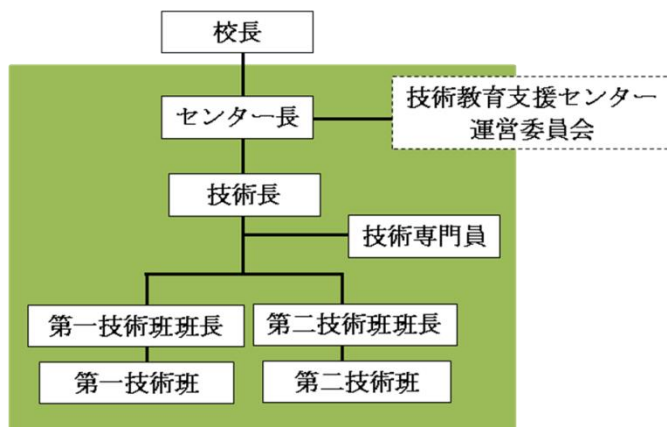 校長
センター長
技術教育支援センター
運営委員会
技術長
技術専門員
第一技術班班長
第二技術班班長
第一技術班
第二技術班